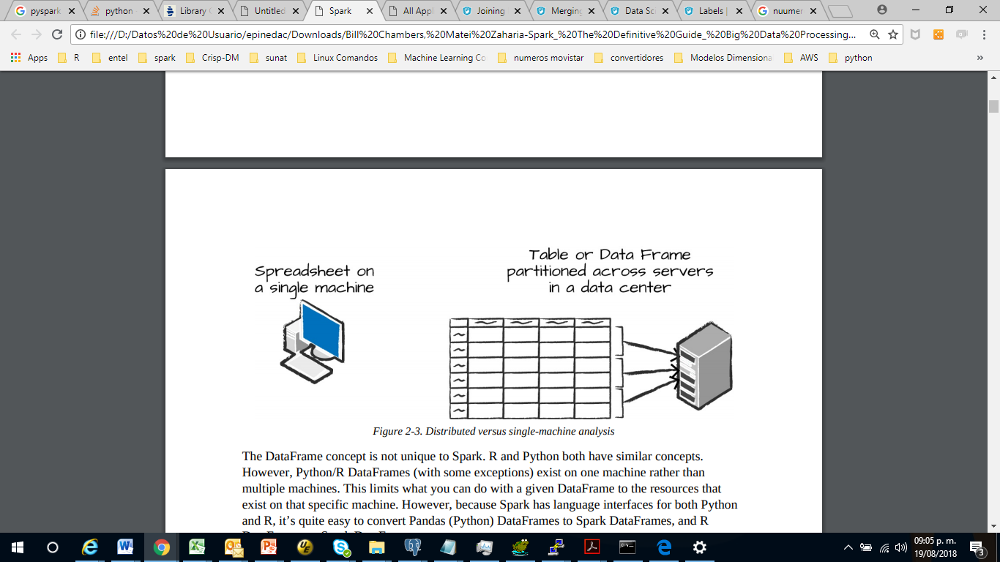 pyspark
python
Library
Untitled
Spark
All Appl
Joining
Merging
Data Sc
Labels |
nuumer
file:///D:/Datos%20de%20Usuario/epinedac/Downloads/Bill%20Chambers,%20Matei%20Zaharia-Spark_%20The%20Definitive%20Guide_%20Big%20Data%20Processing...
Apps R entel spark Crisp-DM sunat Linux Comandos Machine Learning Co numeros movistar convertidores Modelos Dimensiona AWS python »
Spreadsheet on
a single machine
Table or Data Frame
partitioned across servers
in a data center
Figure 2-3. Distributed versus single-machine analysis
The DataFrame concept is not unique to Spark. R and Python both have similar concepts.
However, Python/R DataFrames (with some exceptions) exist on one machine rather than
multiple machines. This limits what you can do with a given DataFrame to the resources that
exist on that specific machine. However, because Spark has language interfaces for both Python
and R, it’s quite easy to convert Pandas (Python) DataFrames to Spark DataFrames, and R
09:05 p. m.
19/08/2018
3